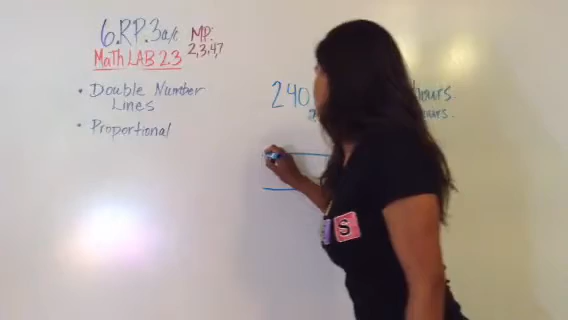 6.RP.3a/c MP:
2,3,4,7
Math LAB 2.3
• Double Number
Lines
• Proportional
240 hours.
S